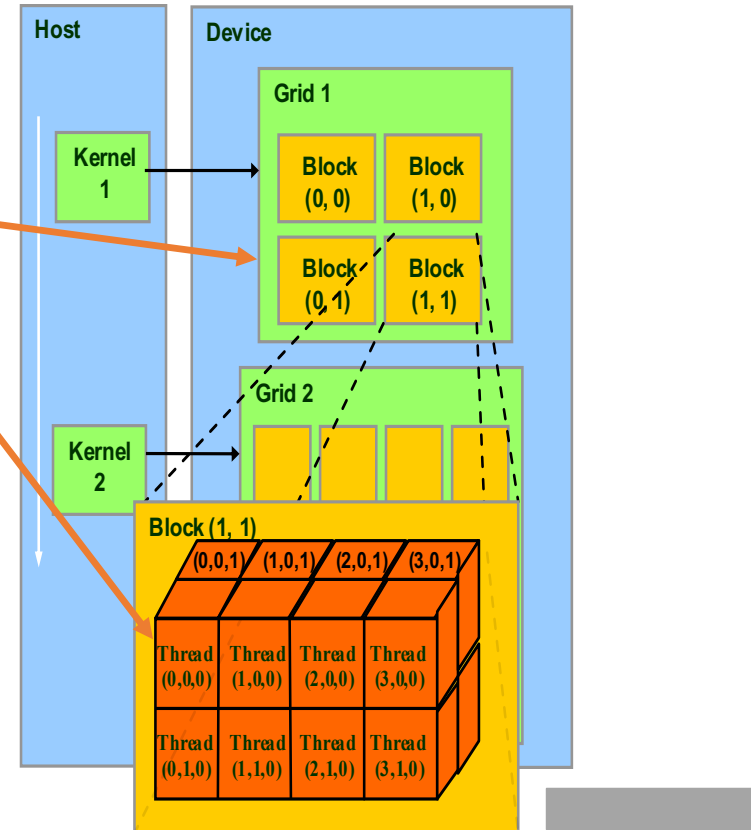 Host
Device
Grid 1
Kernel
1
Block
(0, 0)
Block
(1, 0)
Block
(0, 1)
Block
(1, 1)
Grid 2
Kernel
2
Block (1, 1)
(0,0,1) (1,0,1) (2,0,1) (3,0,1)
Thread
(0,0,0)
Thread
(1,0,0)
Thread
(2,0,0)
Thread
(3,0,0)
Thread
(0,1,0)
Thread
(1,1,0)
Thread
(2,1,0)
Thread
(3,1,0)